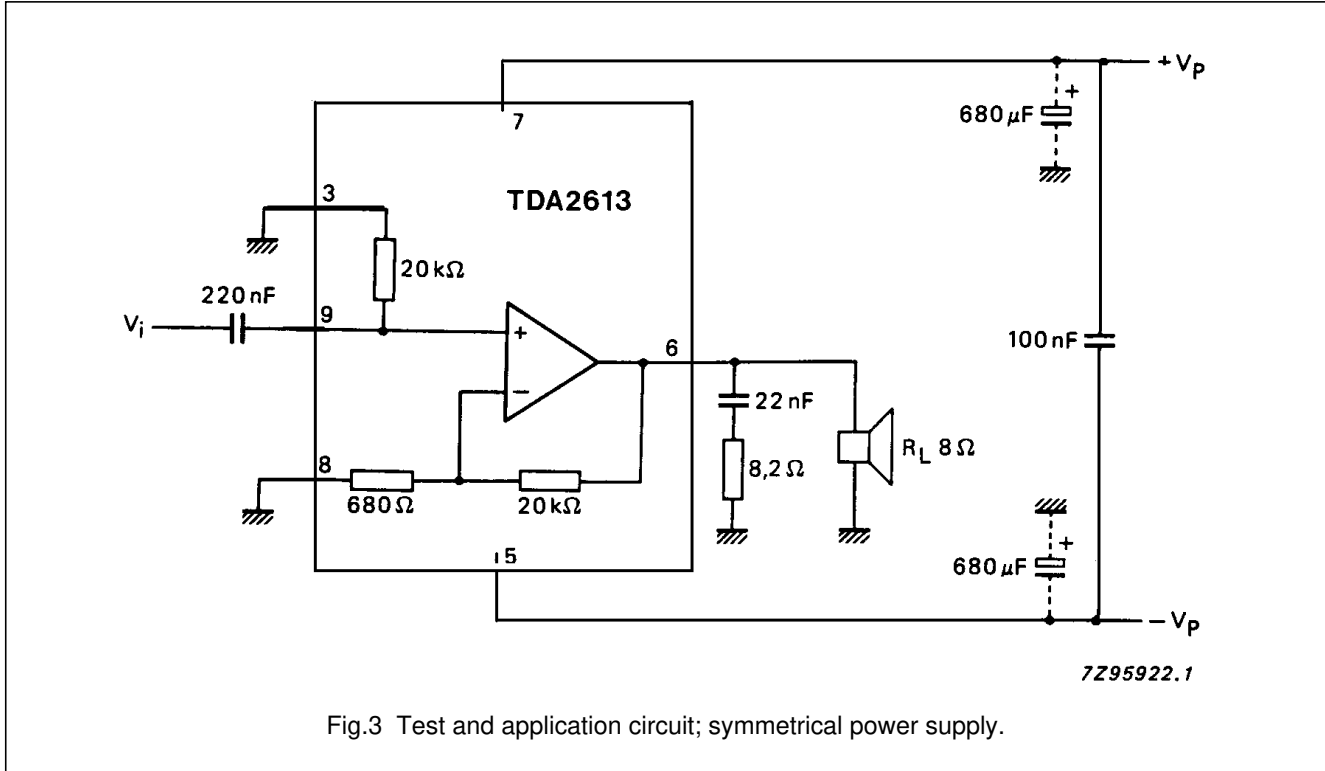 + Vp
680 µF
+
7
3
TDA2613
20 kΩ
220 nF
9
Vi
+
6
100 nF
−
22 nF
RL 8 Ω
8
8,2 Ω
680 Ω
20 kΩ
5
+
680 µF
− Vp
7Z95922.1
Fig.3 Test and application circuit; symmetrical power supply.